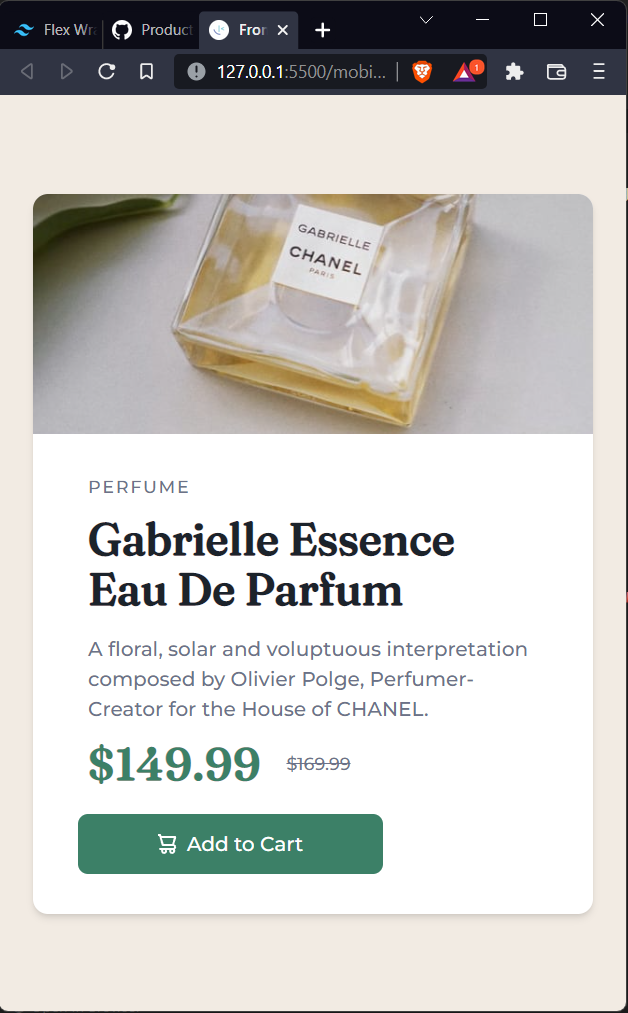 Flex Wra
Product
Fror
127.0.0.1:5500/mobi...
1
GABRIELLE
CHANEL
PARIS
PERFUME
Gabrielle Essence
Eau De Parfum
A floral, solar and voluptuous interpretation
composed by Olivier Polge, Perfumer-
Creator for the House of CHANEL.
$149.99 $169.99
Add to Cart